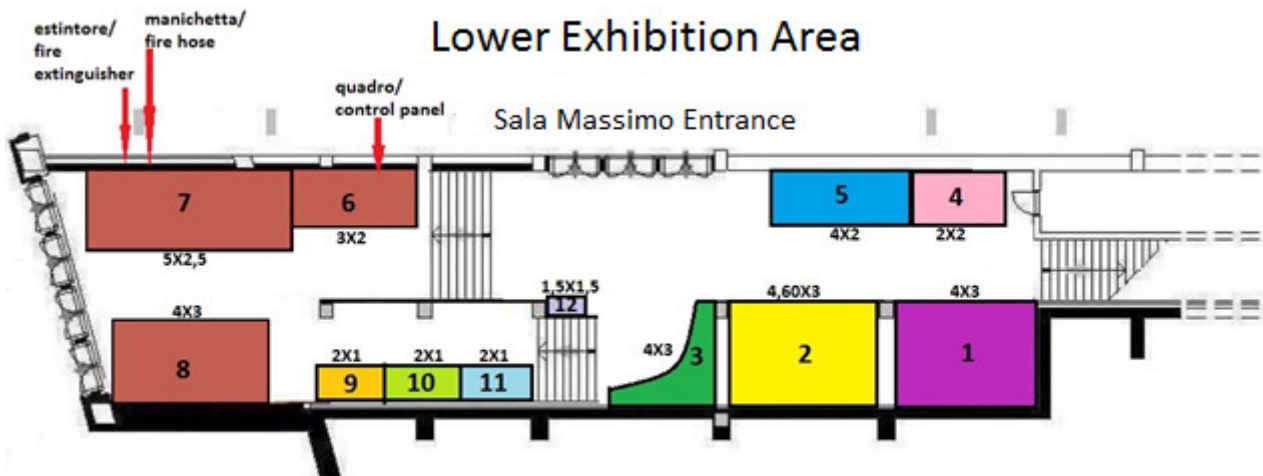 estintore/
fire
extinguisher
manichetta/
fire hose
Lower Exhibition Area
quadro/
control panel
Sala Massimo Entrance
7
6
5
4
5X2,5
3X2
4X2
2X2
4X3
1,5X1,5
12
4,60X3
4X3
8
2X1
2X1
2X1
4X3
3
2
1
9
10
11